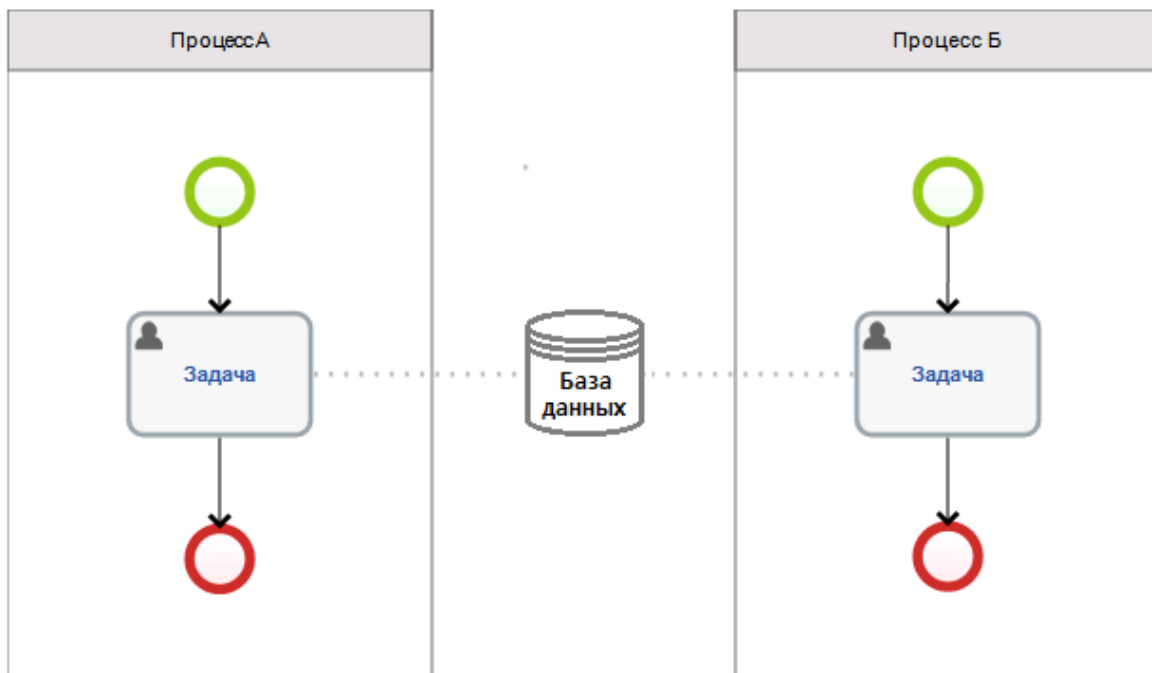 ПроцессА
Процесс Б
Задача
База
данных
Задача